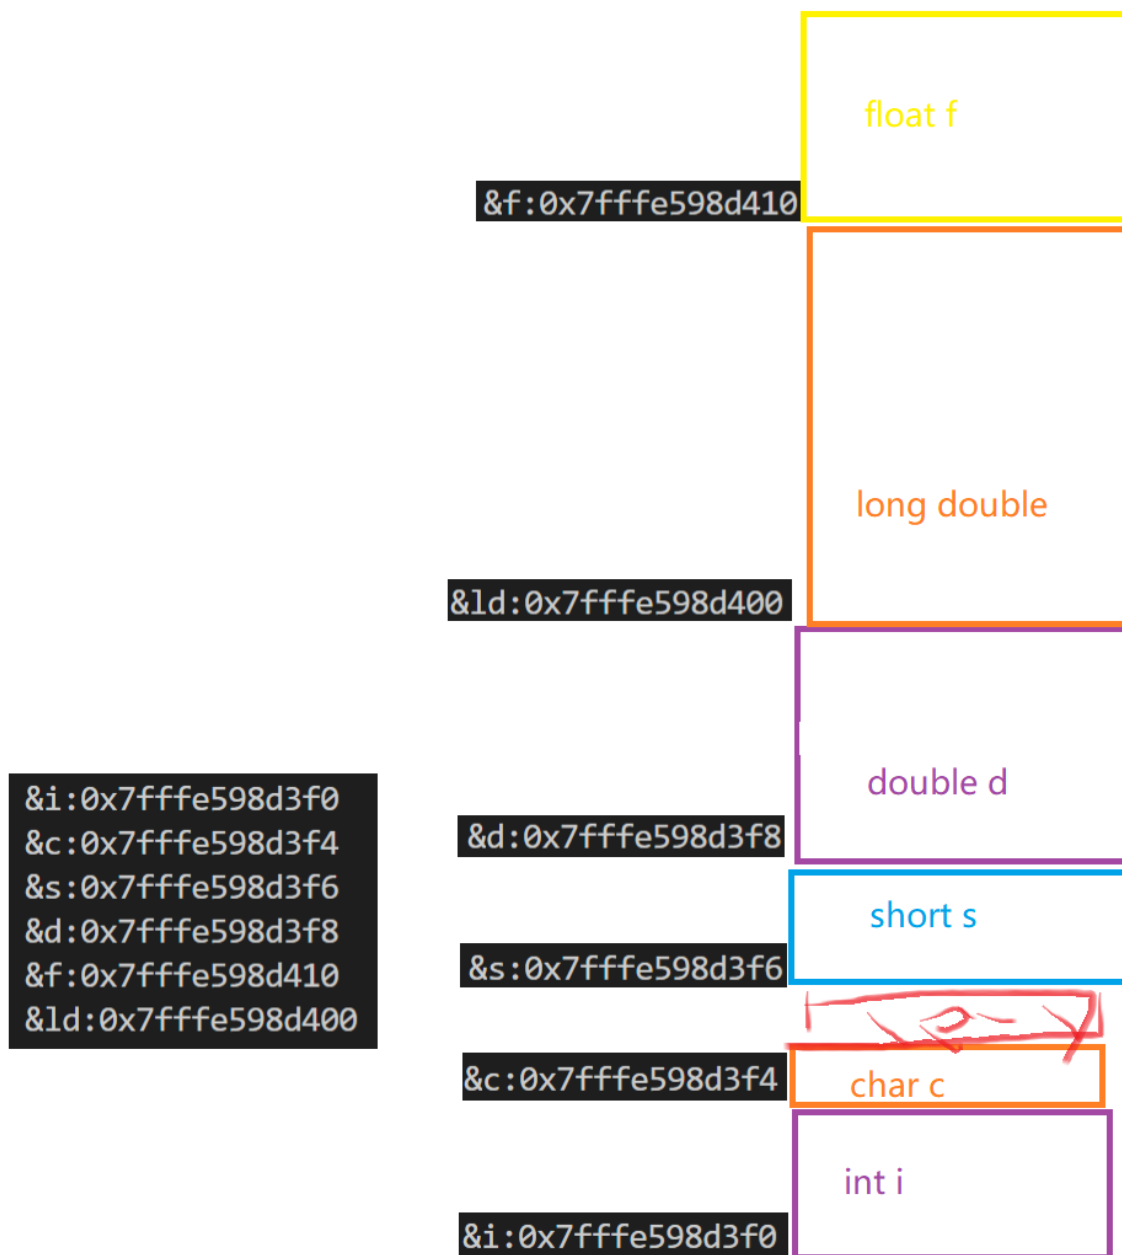 float f
&f:0x7fffe598d410
long double
&ld:0x7fffe598d400
double d
&d:0x7fffe598d3f8
&i:0x7fffe598d3f0
&c:0x7fffe598d3f4
&s:0x7fffe598d3f6
&d:0x7fffe598d3f8
&f:0x7fffe598d410
&ld:0x7fffe598d400
short s
&s:0x7fffe598d3f6
&c:0x7fffe598d3f4
char c
int i
&i:0x7fffe598d3f0